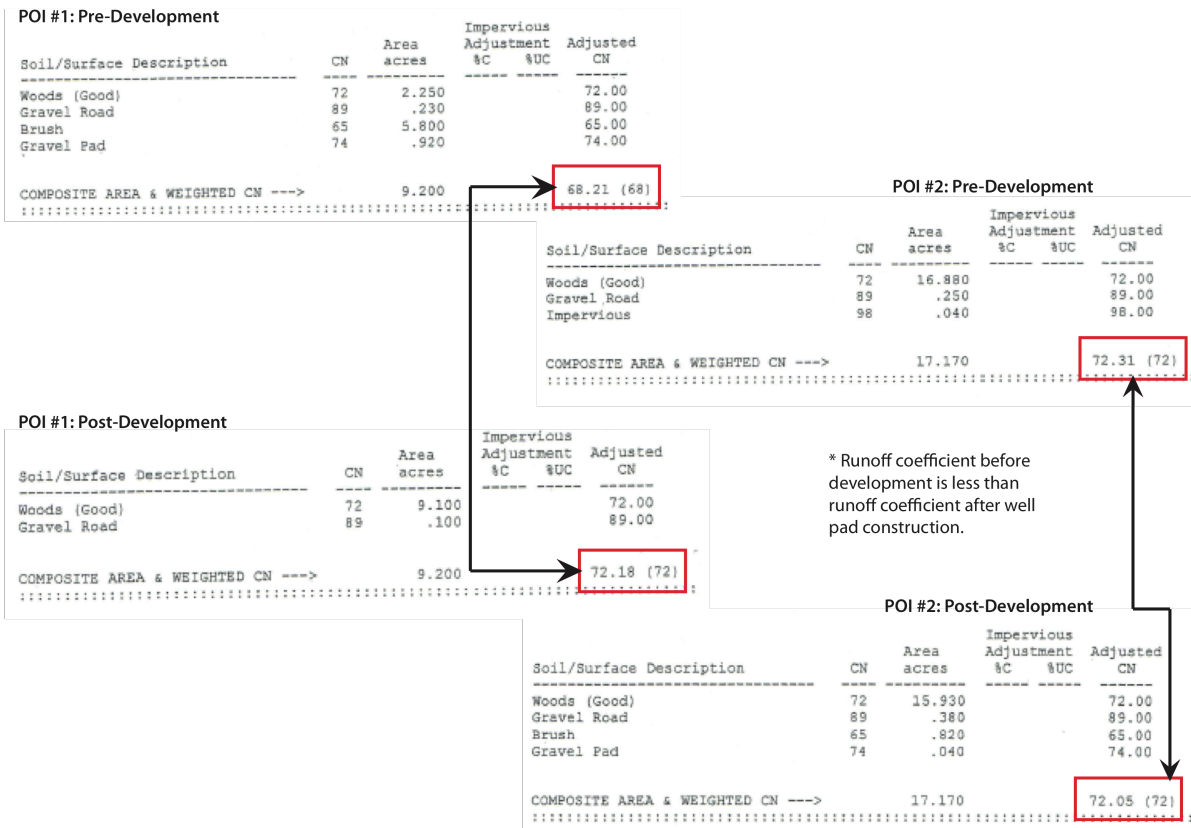 POI #1: Pre-Development
Impervious
Area Adjustment Adjusted
Soil/Surface Description CN acres %C %UC CN
Woods (Good) 72 2.250 72.00
Gravel Road 89 .230 89.00
Brush 65 5.800 65.00
Gravel Pad 74 .920 74.00
COMPOSITE AREA & WEIGHTED CN ---> 9.200 68.21 (68)
POI #2: Pre-Development
Impervious
Area Adjustment Adjusted
Soil/Surface Description CN acres %C %UC CN
Woods (Good) 72 16.880 72.00
Gravel Road 89 .250 89.00
Impervious 98 .040 98.00
COMPOSITE AREA & WEIGHTED CN ---> 17.170 72.31 (72)
POI #1: Post-Development
Impervious
Area Adjustment Adjusted
Soil/Surface Description CN acres %C %UC CN
Woods (Good) 72 9.100 72.00
Gravel Road 89 .100 89.00
COMPOSITE AREA & WEIGHTED CN ---> 9.200 72.18 (72)
* Runoff coefficient before
development is less than
runoff coefficient after well
pad construction.
POI #2: Post-Development
Impervious
Area Adjustment Adjusted
Soil/Surface Description CN acres %C %UC CN
Woods (Good) 72 15.930 72.00
Gravel Road 89 .380 89.00
Brush 65 .820 65.00
Gravel Pad 74 .040 74.00
COMPOSITE AREA & WEIGHTED CN ---> 17.170 72.05 (72)